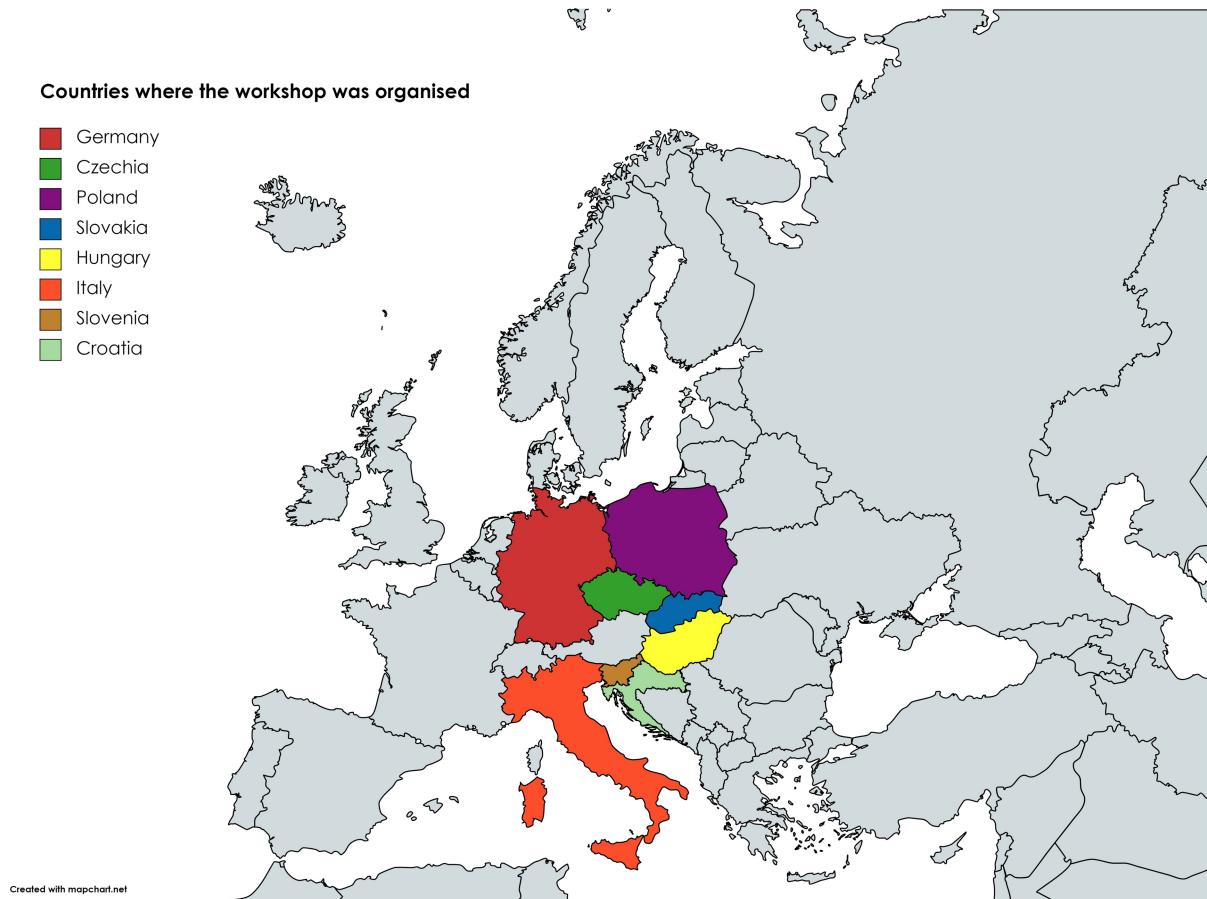 Countries where the workshop was organised
Germany
Czechia
Poland
Slovakia
Hungary
Italy
Slovenia
Croatia
Created with mapchart.net